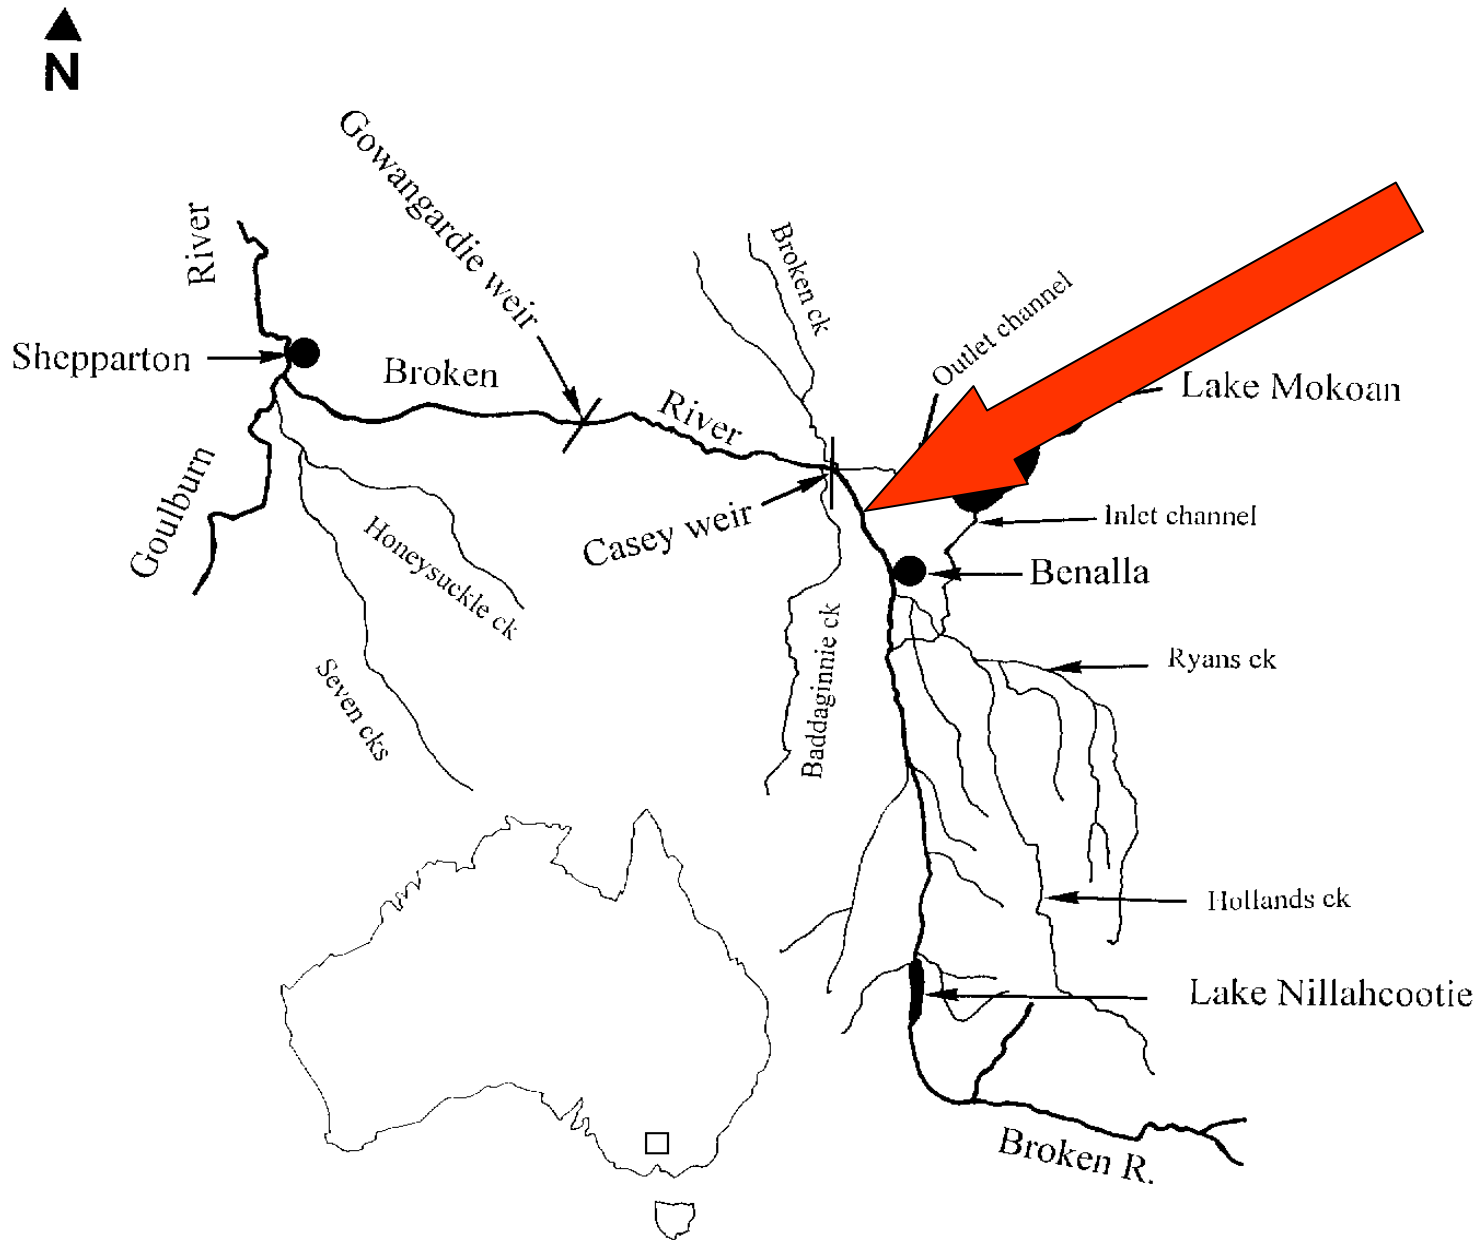 N
Gowangardie weir
River
Broken ck
Outlet channel
Shepparton
Broken
River
Lake Mokoan
Goulburn
Honeysuckle ck
Casey weir
Inlet channel
Benalla
Seven cks
Baddaginnie ck
Ryans ck
Hollands ck
Lake Nillahcootie
Broken R.